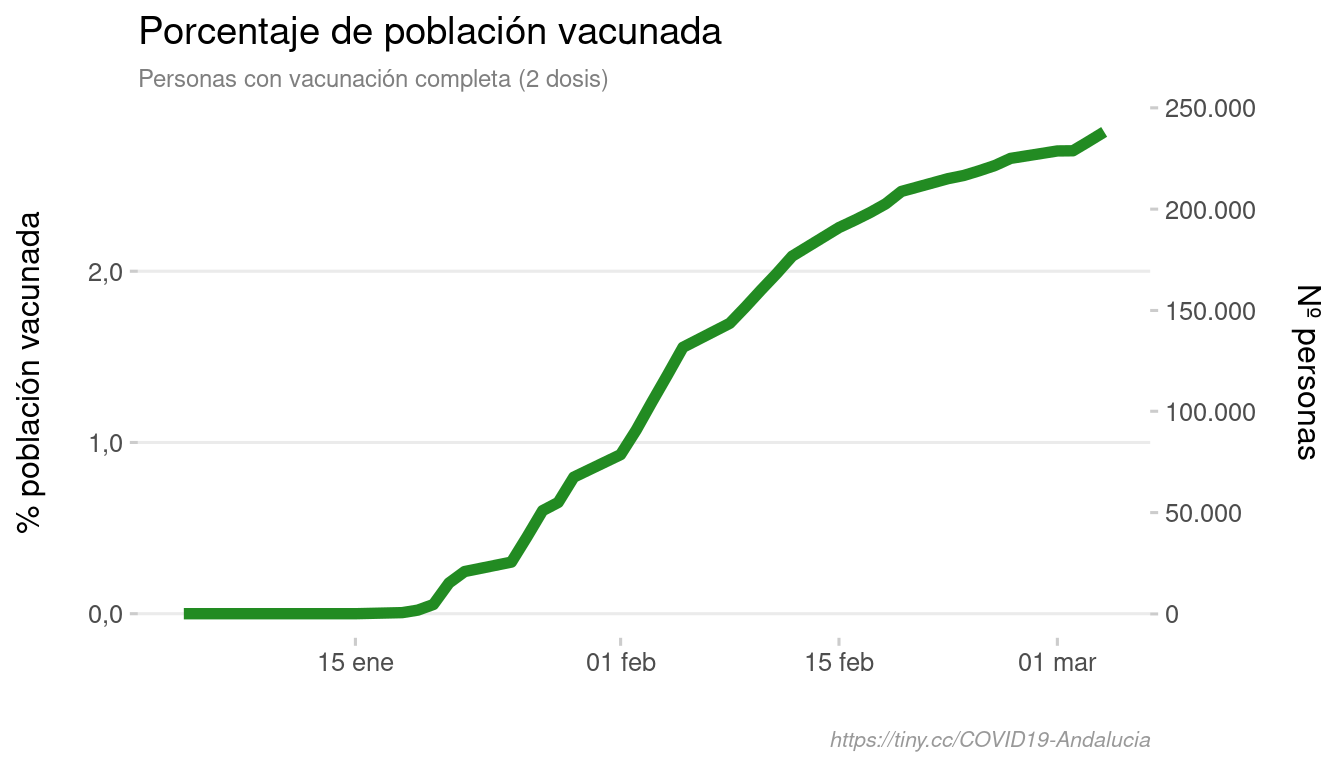 Porcentaje de población vacunada
Personas con vacunación completa (2 dosis)
% población vacunada
2,0
1,0
0,0
250.000
200.000
150.000
100.000
50.000
0
Nº personas
15 ene
01 feb
15 feb
01 mar
https://tiny.cc/COVID19-Andalucia